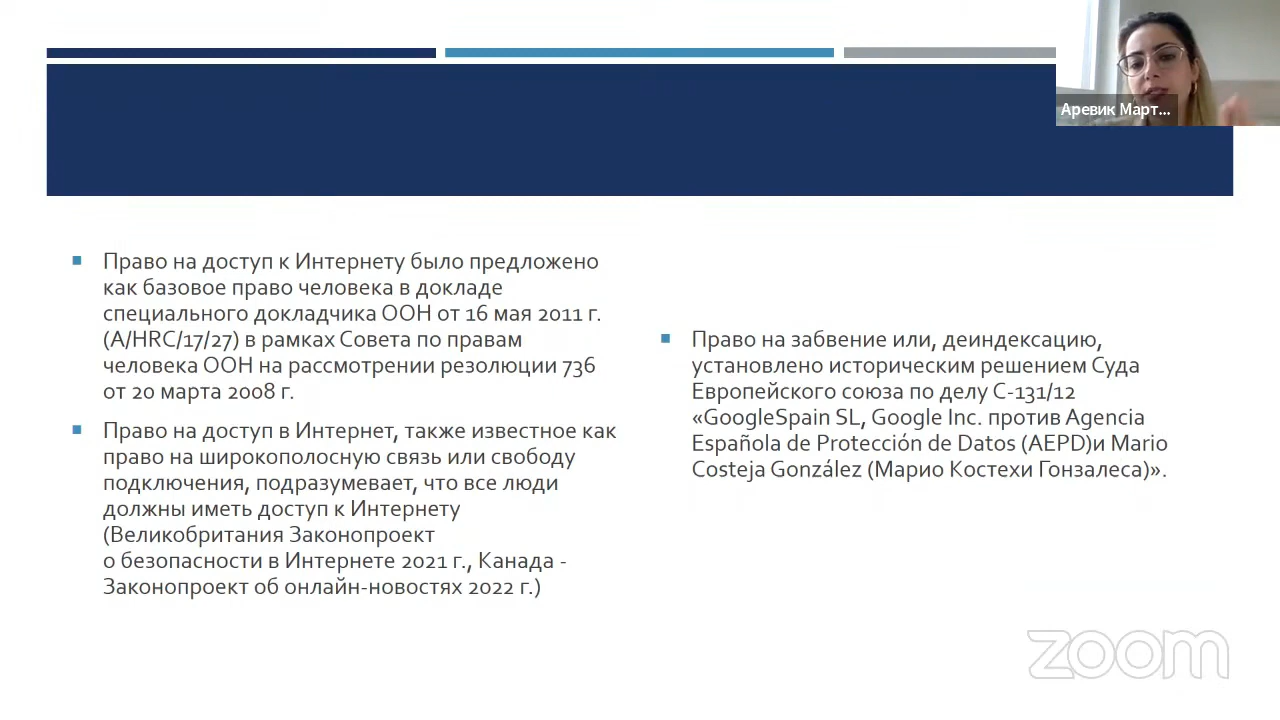 Аревик Март...
Право на доступ к Интернету было предложено
как базовое право человека в докладе
специального докладчика ООН от 16 мая 2011 г.
(A/HRC/17/27) в рамках Совета по правам
человека ООН на рассмотрении резолюции 736
от 20 марта 2008 г.
Право на доступ в Интернет, также известное как
право на широкополосную связь или свободу
подключения, подразумевает, что все люди
должны иметь доступ к Интернету
(Великобритания Законопроект
о безопасности в Интернете 2021 г., Канада -
Законопроект об онлайн-новостях 2022 г.)
Право на забвение или, деиндексацию,
установлено историческим решением Суда
Европейского союза по делу C-131/12
«GoogleSpain SL, Google Inc. против Agencia
Española de Protección de Datos (AEPD)и Mario
Costeja González (Марио Костехи Гонзалеса)».
zoom